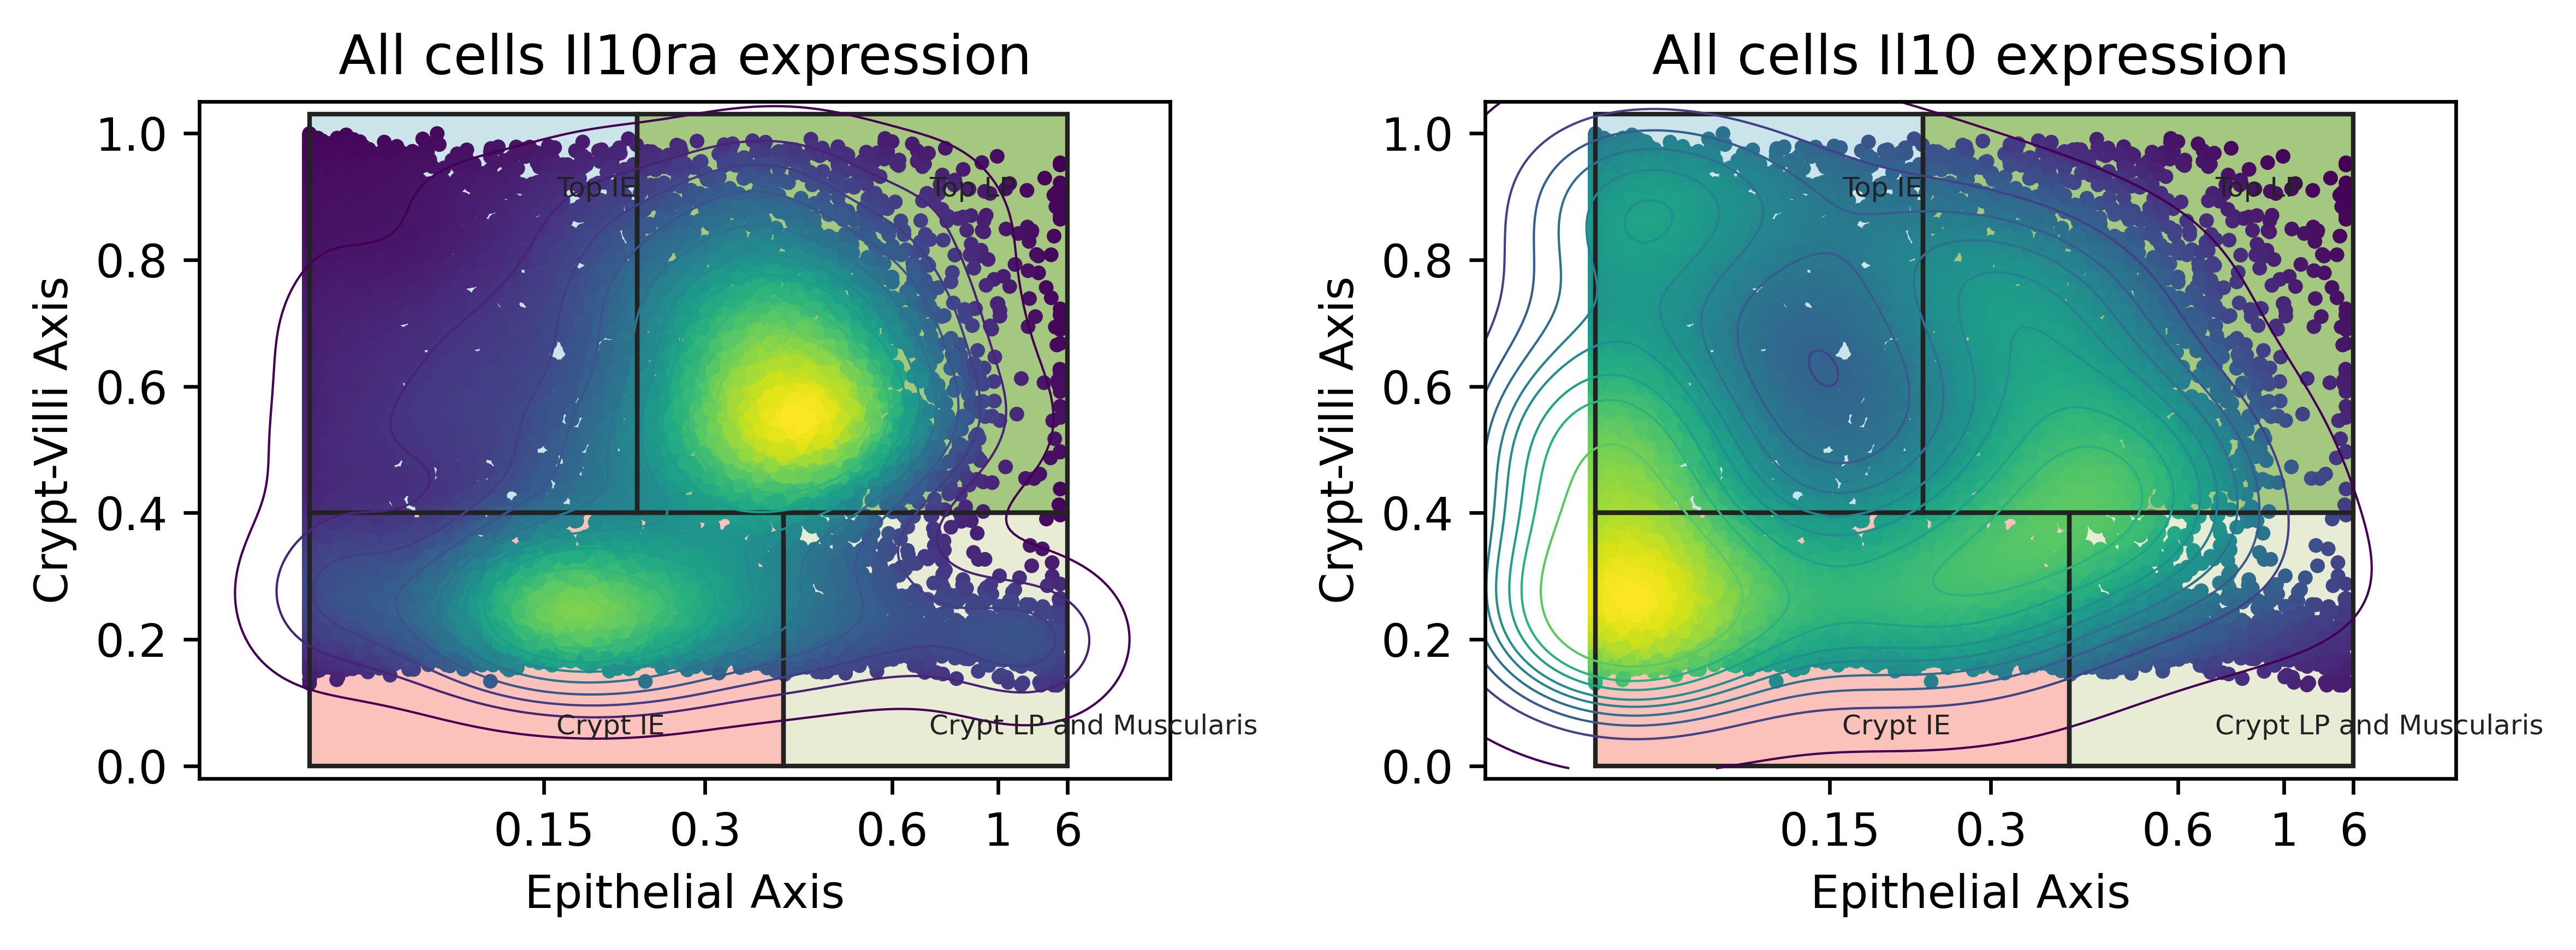 All cells Il10ra expression
Crypt-Villi Axis
1.0
0.8
0.6
0.4
0.2
0.0
Top IE
Top LP
Crypt IE
Crypt LP and Muscularis
0.15 0.3 0.6 1 6
Epithelial Axis
All cells Il10 expression
Crypt-Villi Axis
1.0
0.8
0.6
0.4
0.2
0.0
Top IE
Top LP
Crypt IE
Crypt LP and Muscularis
0.15 0.3 0.6 1 6
Epithelial Axis